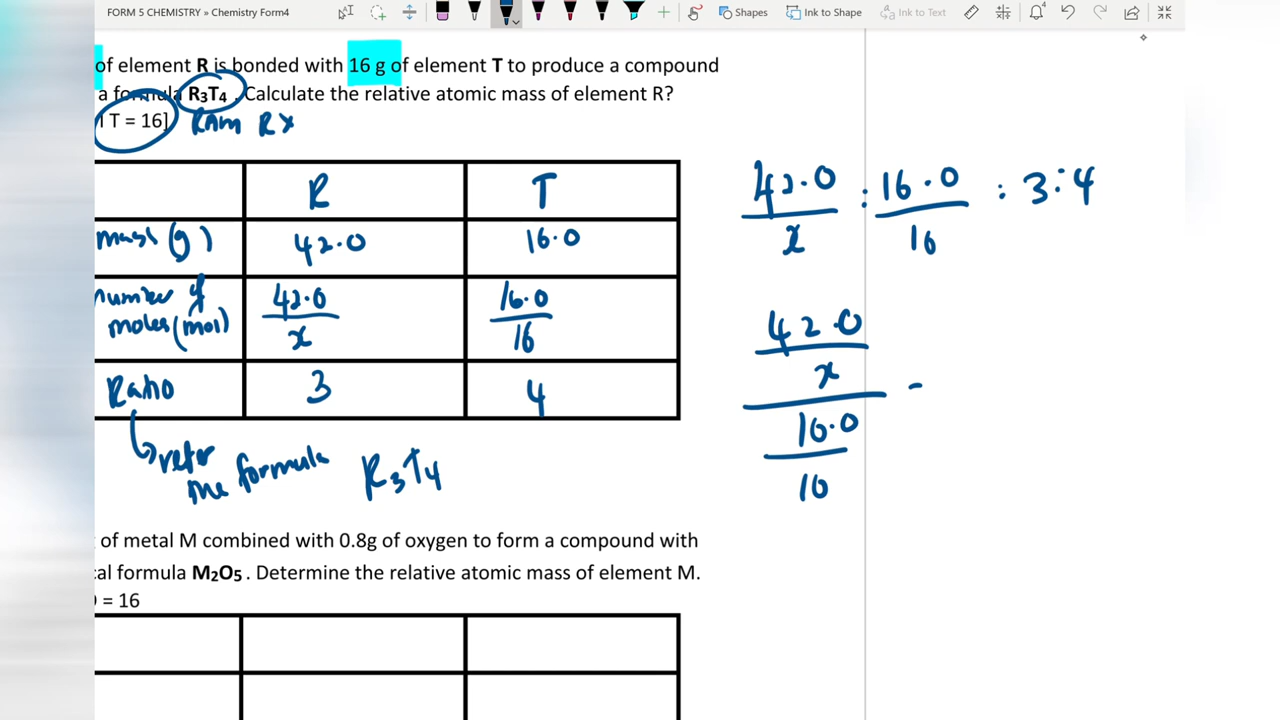 FORM 5 CHEMISTRY » Chemistry Form4
Shapes
Ink to Shape
Ink to Text
of element R is bonded with 16 g of element T to produce a compound
a formula R3T4 . Calculate the relative atomic mass of element R?
T = 16]
RAM R x
R T
mass (g) 42.0 16.0
number of moles (mol) 42.0 / x 16.0 / 16
Ratio 3 4
refer
the formula R3T4
42.0 / x : 16.0 / 16 : 3:4
42.0
x
16.0
16
-
of metal M combined with 0.8g of oxygen to form a compound with
cal formula M2O5 . Determine the relative atomic mass of element M.
= 16